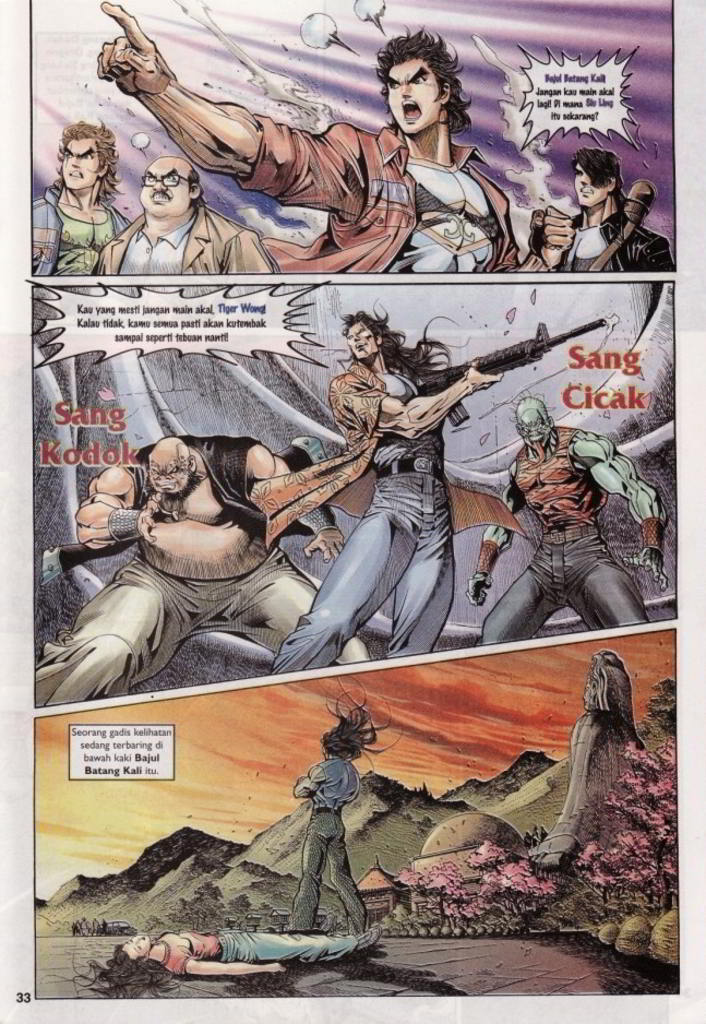 Bajul Batang Kali!
Jangan kau main akal
lagi! Di mana Siu Ling
itu sekarang?
Kau yang mesti jangan main akal, Tiger Wong!
Kalau tidak, kamu semua pasti akan kutembak
sampai seperti tebuan nanti!
Sang
Kodok
Sang
Cicak
Seorang gadis kelihatan
sedang terbaring di
bawah kaki Bajul
Batang Kali itu.
33